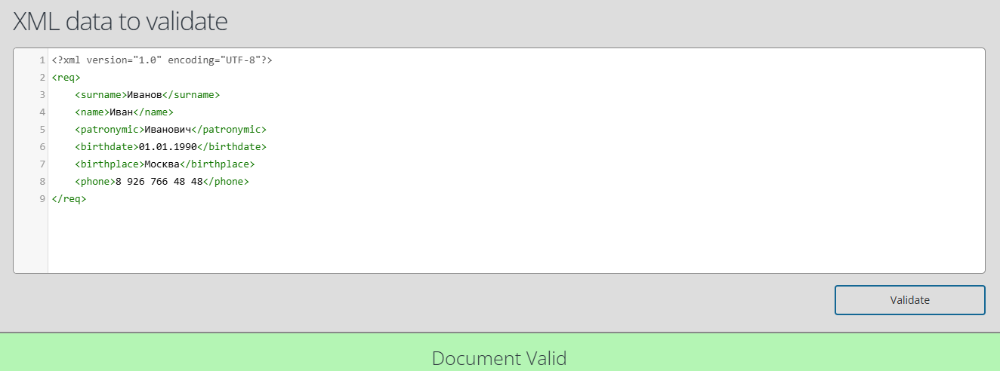 XML data to validate
1 <?xml version="1.0" encoding="UTF-8"?>
2 <req>
3     <surname>Иванов</surname>
4     <name>Иван</name>
5     <patronymic>Иванович</patronymic>
6     <birthdate>01.01.1990</birthdate>
7     <birthplace>Москва</birthplace>
8     <phone>8 926 766 48 48</phone>
9 </req>
Validate
Document Valid